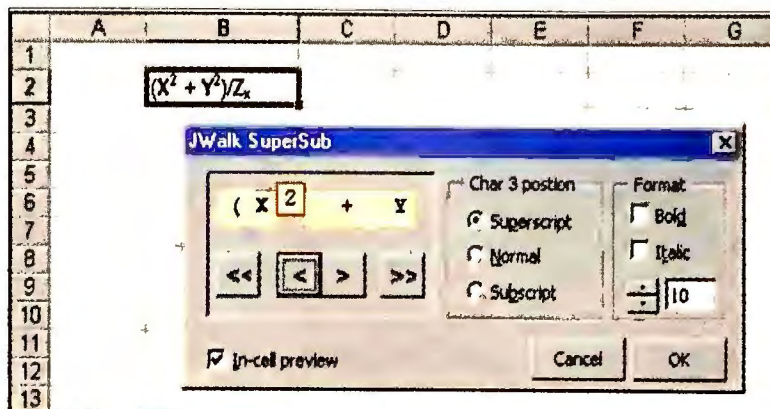 A B C D E F G
1
2 (X² + Y²)/Zₓ
3
4 JWalk SuperSub
5
6 ( X 2 + Y
7
8
9
10
11
12
13
Char 3 postion
Superscript
Normal
Subscript
Format
Bold
Italic
10
<< < > >>
In-cell preview
Cancel OK